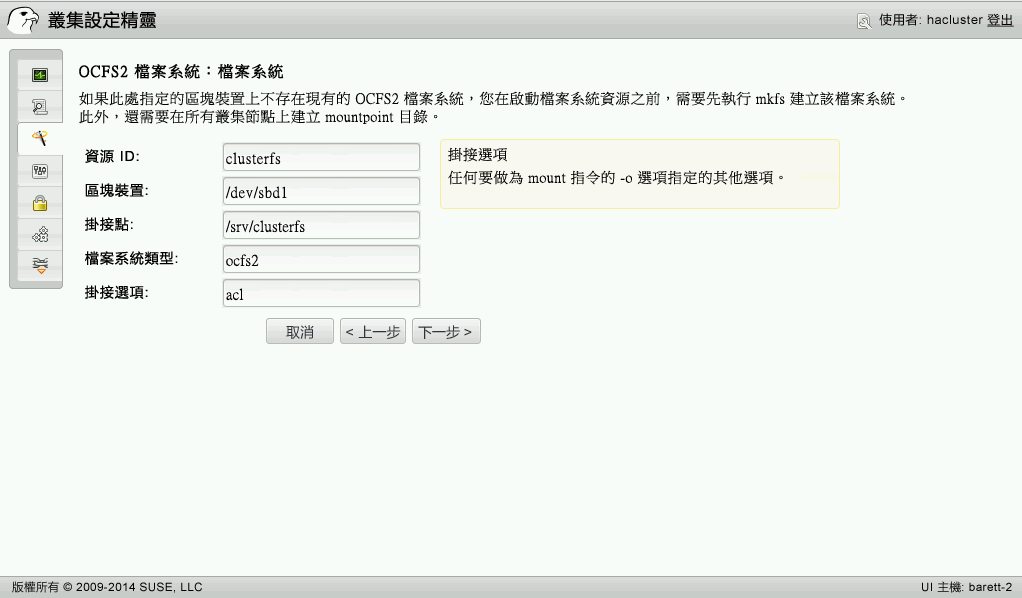 叢集設定精靈
使用者: hacluster 登出
OCFS2 檔案系統：檔案系統
如果此處指定的區塊裝置上不存在現有的 OCFS2 檔案系統，您在啟動檔案系統資源之前，需要先執行 mkfs 建立該檔案系統。
此外，還需要在所有叢集節點上建立 mountpoint 目錄。
資源 ID: clusterfs
區塊裝置: /dev/sbd1
掛接點: /srv/clusterfs
檔案系統類型: ocfs2
掛接選項: acl
掛接選項
任何要做為 mount 指令的 -o 選項指定的其他選項。
取消 < 上一步 下一步 >
版權所有 © 2009-2014 SUSE, LLC
UI 主機: barett-2